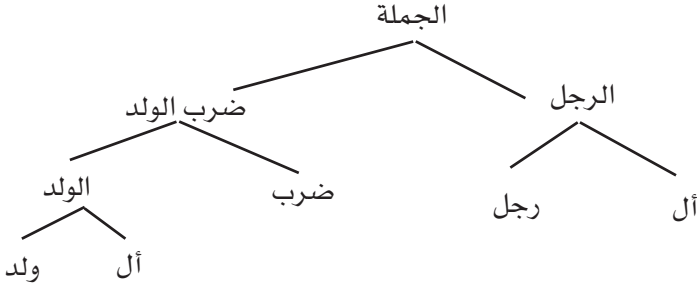 الجملة
الرجل
ضرب الولد
أل
رجل
ضرب
الولد
أل
ولد